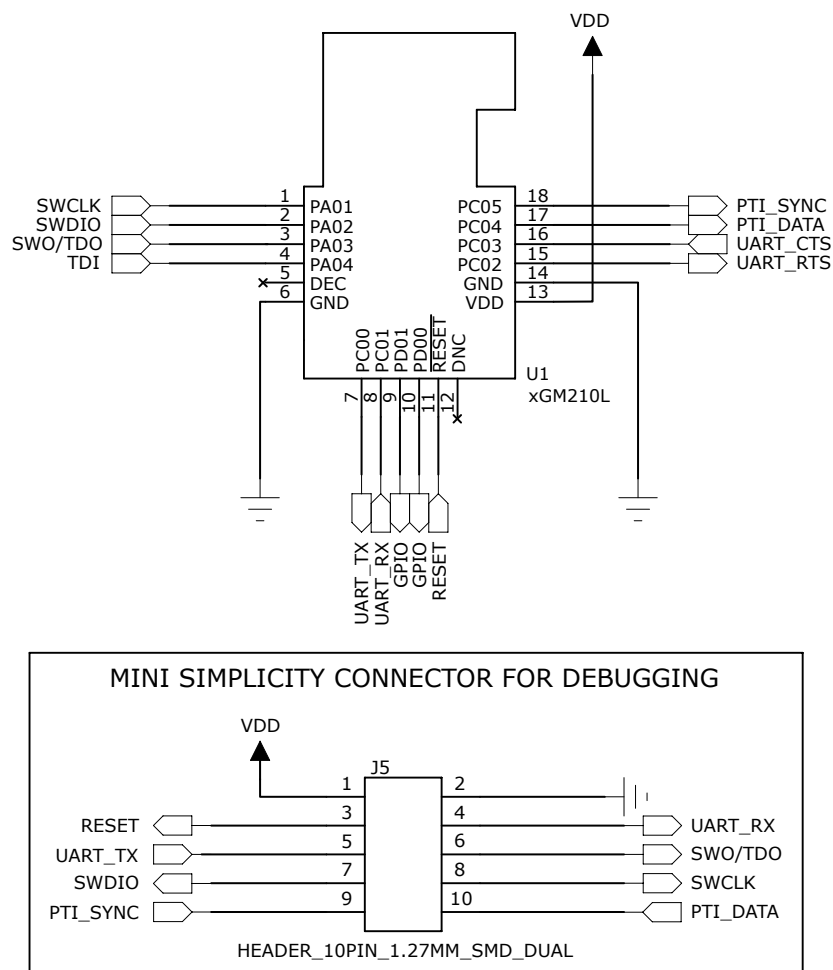 VDD
SWCLK 1 PA01 PC05 18 PTI_SYNC
SWDIO 2 PA02 PC04 17 PTI_DATA
SWO/TDO 3 PA03 PC03 16 UART_CTS
TDI 4 PA04 PC02 15 UART_RTS
5 DEC GND 14
6 GND VDD 13
PC00
PC01
PD01
PD00
RESET
DNC
7
8
9
10
11
12
U1
xGM210L
UART_TX
UART_RX
GPIO
GPIO
RESET
MINI SIMPLICITY CONNECTOR FOR DEBUGGING
VDD
J5
1 2
RESET 3 4 UART_RX
UART_TX 5 6 SWO/TDO
SWDIO 7 8 SWCLK
PTI_SYNC 9 10 PTI_DATA
HEADER_10PIN_1.27MM_SMD_DUAL